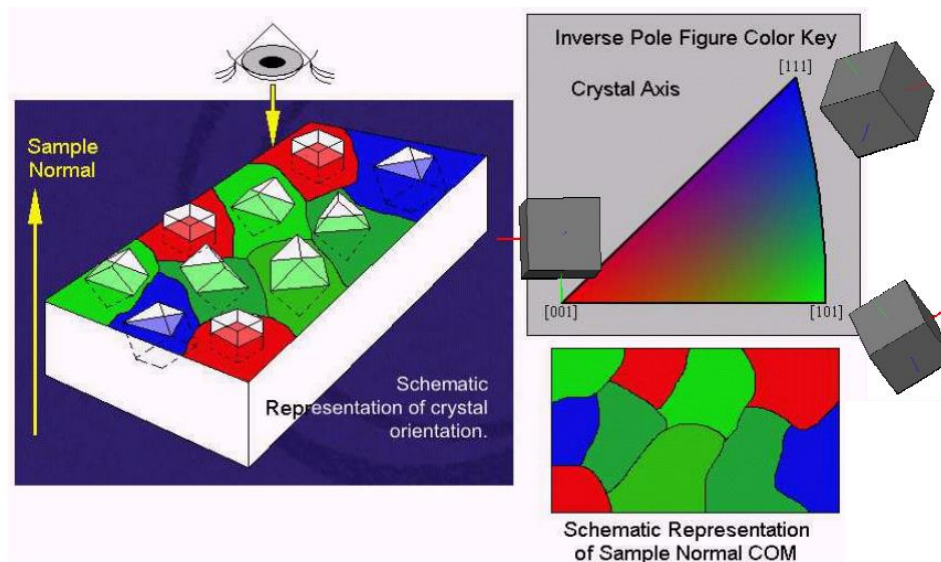 Sample
Normal
Schematic
Representation of crystal
orientation.
Inverse Pole Figure Color Key
Crystal Axis
[111]
[001]
[101]
Schematic Representation
of Sample Normal COM